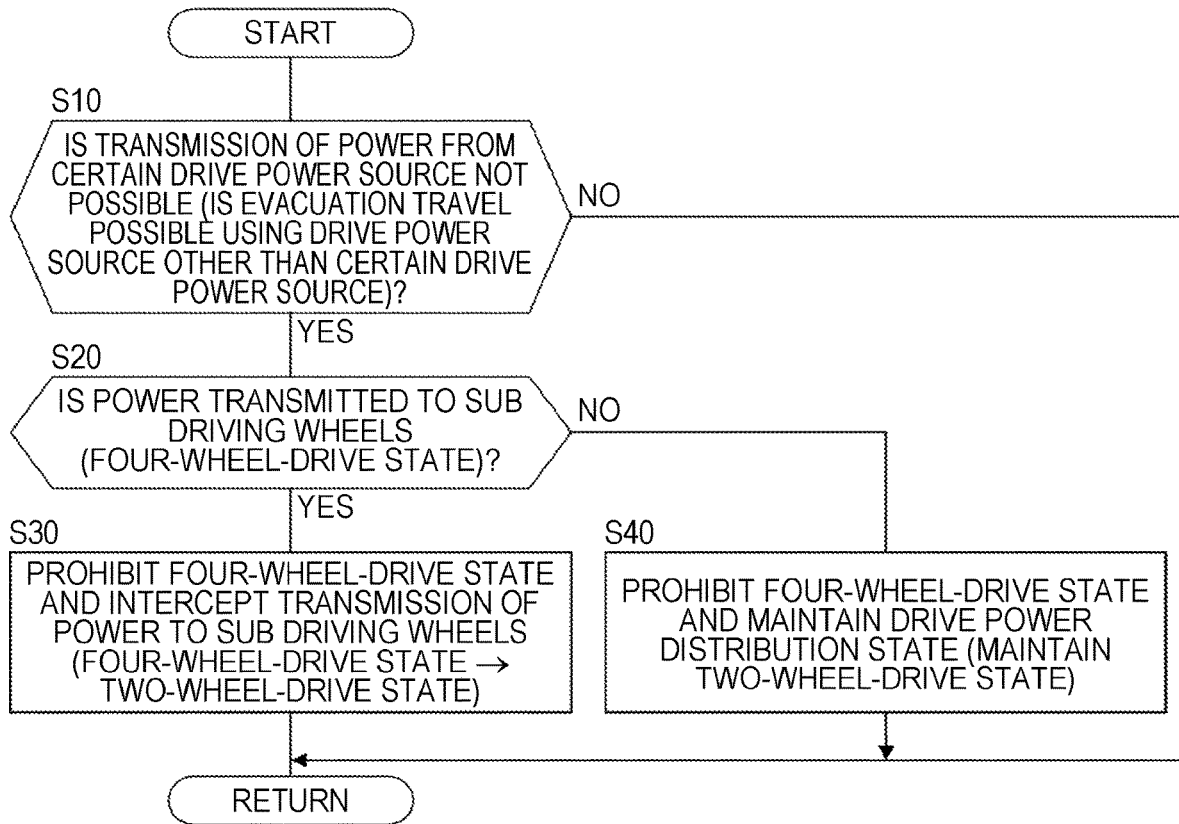 START
S10
IS TRANSMISSION OF POWER FROM
CERTAIN DRIVE POWER SOURCE NOT
POSSIBLE (IS EVACUATION TRAVEL
POSSIBLE USING DRIVE POWER
SOURCE OTHER THAN CERTAIN DRIVE
POWER SOURCE)?
NO
YES
S20
IS POWER TRANSMITTED TO SUB
DRIVING WHEELS
(FOUR-WHEEL-DRIVE STATE)?
NO
YES
S30
PROHIBIT FOUR-WHEEL-DRIVE STATE
AND INTERCEPT TRANSMISSION OF
POWER TO SUB DRIVING WHEELS
(FOUR-WHEEL-DRIVE STATE →
TWO-WHEEL-DRIVE STATE)
S40
PROHIBIT FOUR-WHEEL-DRIVE STATE
AND MAINTAIN DRIVE POWER
DISTRIBUTION STATE (MAINTAIN
TWO-WHEEL-DRIVE STATE)
RETURN